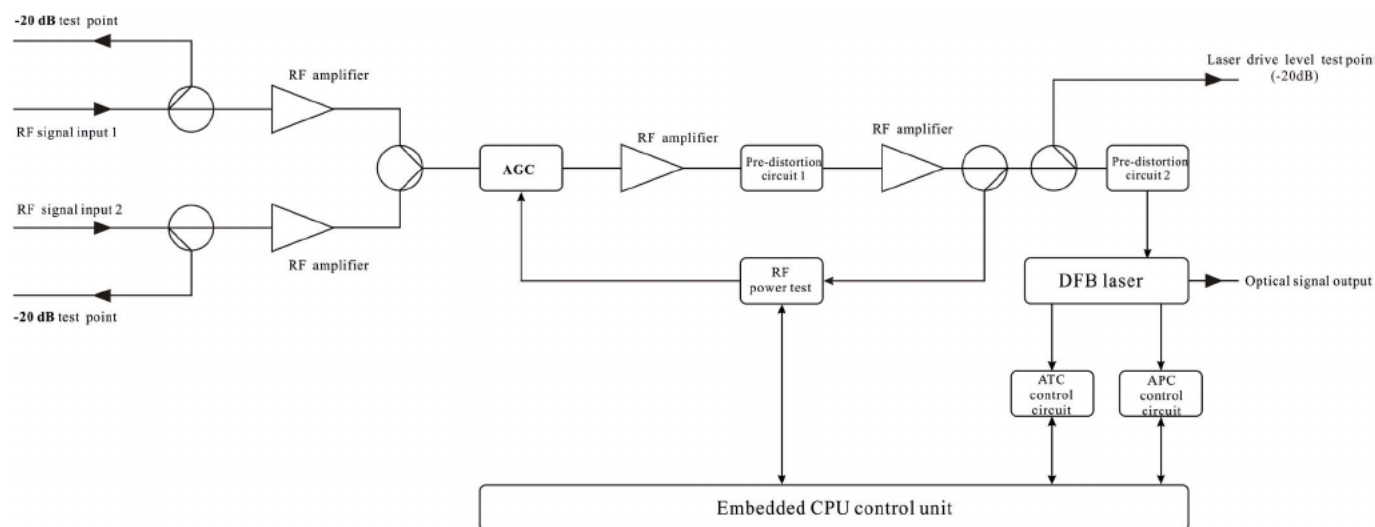 -20 dB test point
RF amplifier
RF signal input 1
Laser drive level test point
(-20dB)
RF amplifier
RF amplifier
AGC
Pre-distortion
circuit 1
Pre-distortion
circuit 2
RF signal input 2
RF amplifier
-20 dB test point
RF
power test
DFB laser
Optical signal output
ATC
control
circuit
APC
control
circuit
Embedded CPU control unit